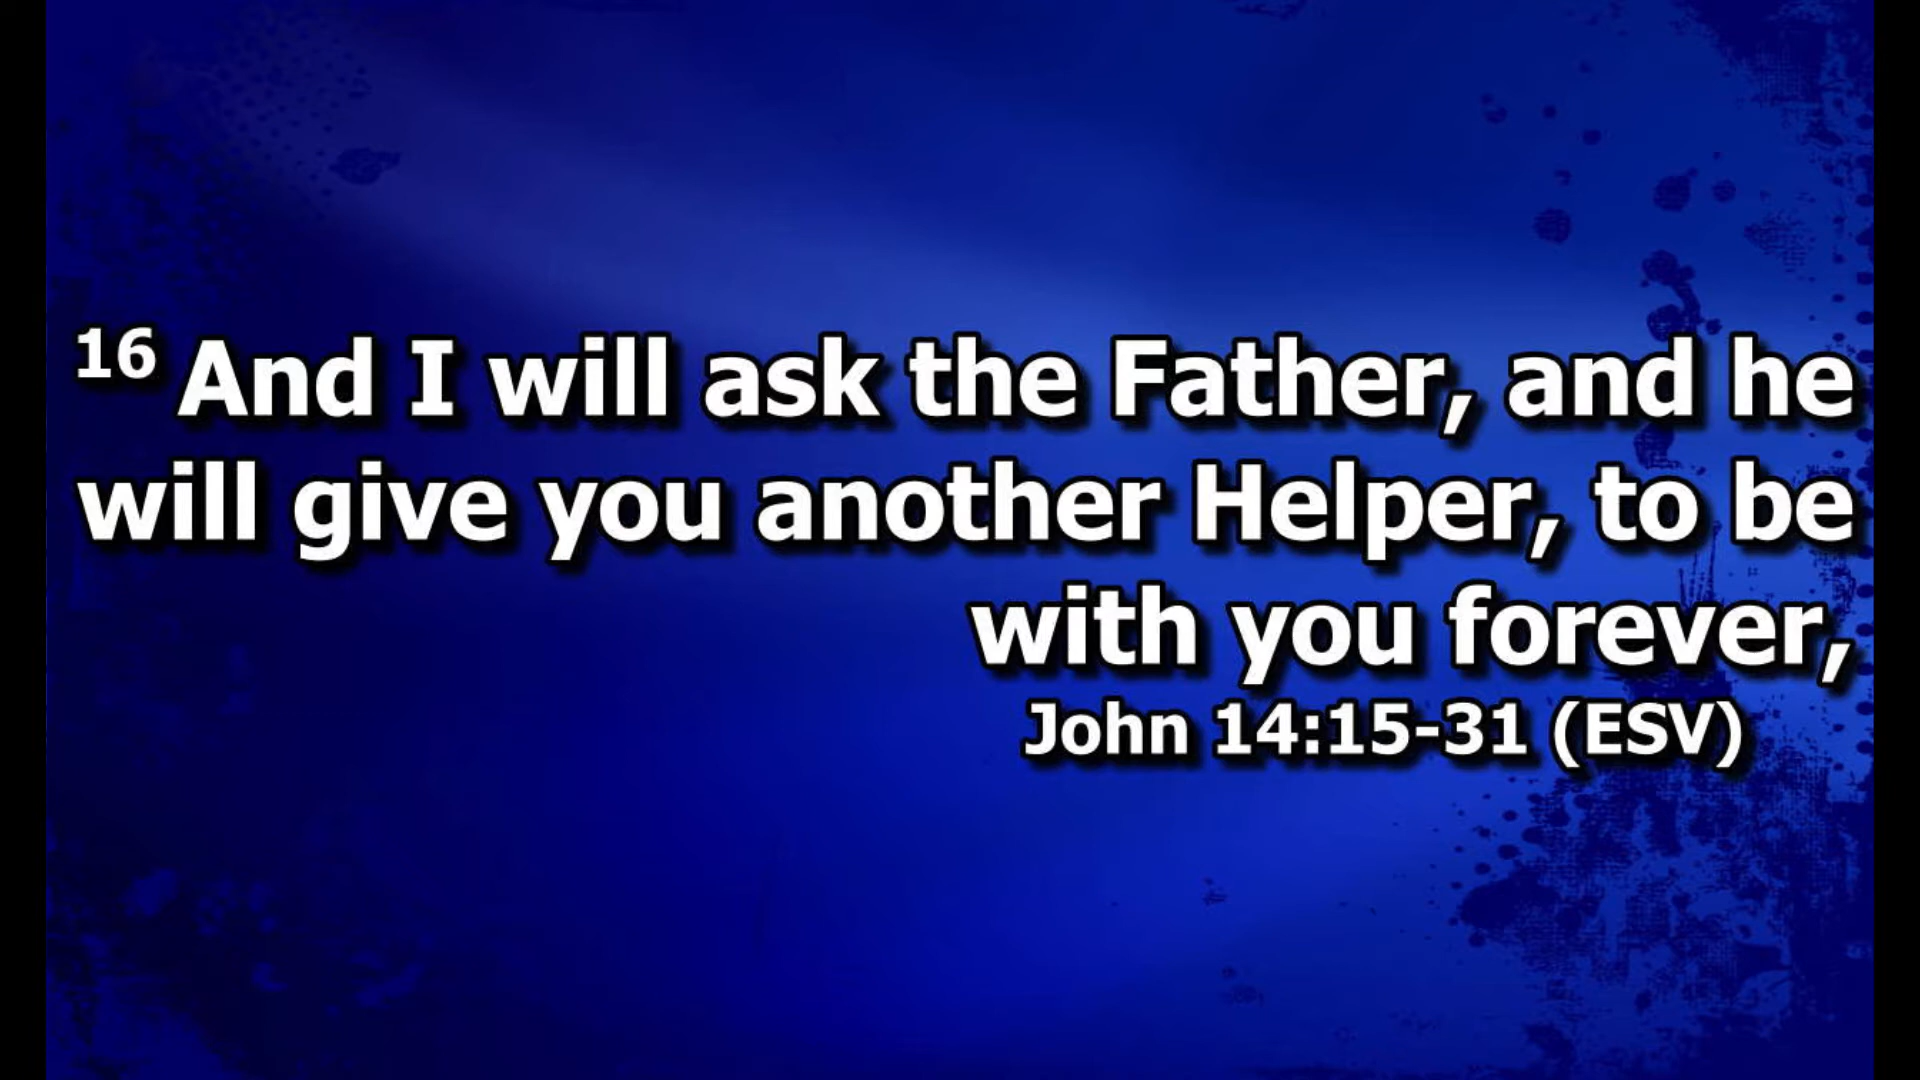 16 And I will ask the Father, and he
will give you another Helper, to be
with you forever,
John 14:15-31 (ESV)